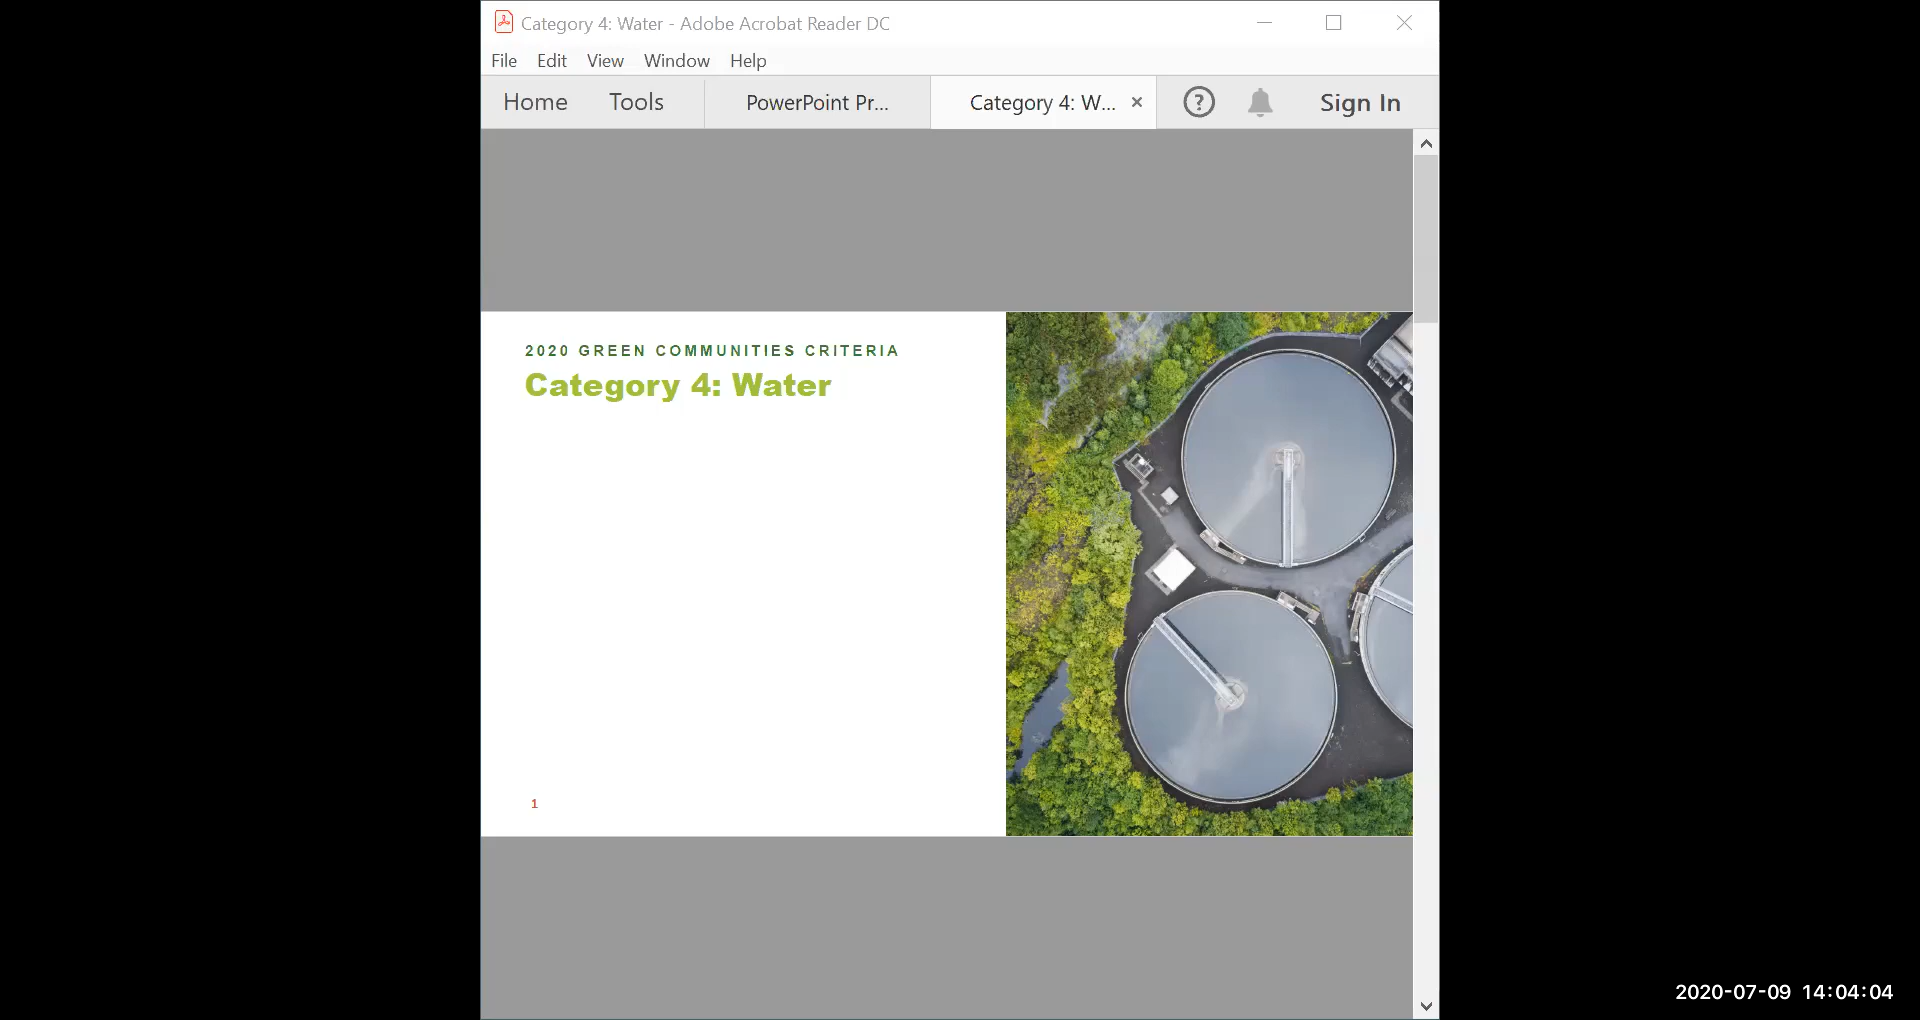 Category 4: Water - Adobe Acrobat Reader DC
File Edit View Window Help
Home Tools PowerPoint Pr... Category 4: W... × ? Sign In
2020 GREEN COMMUNITIES CRITERIA
Category 4: Water
1
2020-07-09 14:04:04